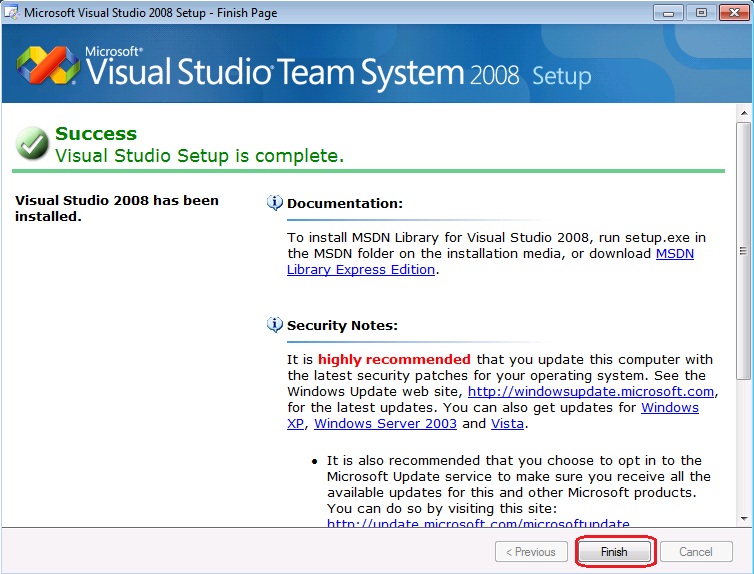 Microsoft Visual Studio 2008 Setup - Finish Page
Microsoft®
Visual Studio® Team System 2008 Setup
Success
Visual Studio Setup is complete.
Visual Studio 2008 has been
installed.
Documentation:
To install MSDN Library for Visual Studio 2008, run setup.exe in
the MSDN folder on the installation media, or download MSDN
Library Express Edition.
Security Notes:
It is highly recommended that you update this computer with
the latest security patches for your operating system. See the
Windows Update web site, http://windowsupdate.microsoft.com,
for the latest updates. You can also get updates for Windows
XP, Windows Server 2003 and Vista.
• It is also recommended that you choose to opt in to the
Microsoft Update service to make sure you receive all the
available updates for this and other Microsoft products.
You can do so by visiting this site:
http://update.microsoft.com/microsoftupdate
< Previous
Finish
Cancel